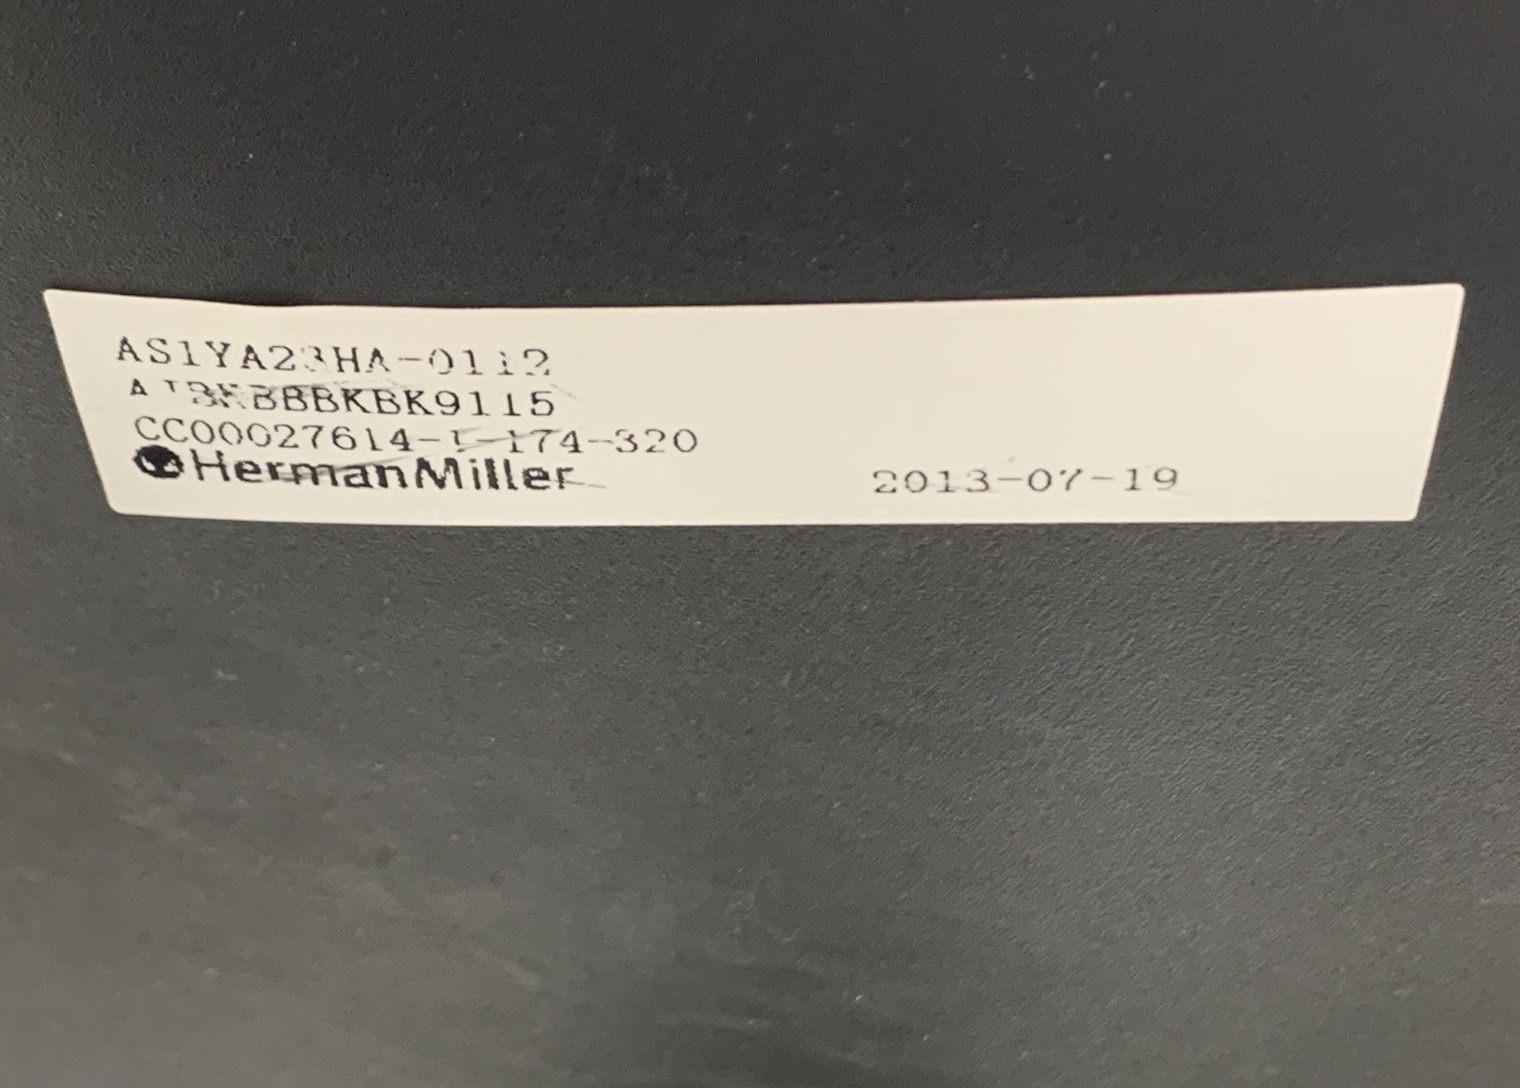 AS1YA23HA-0112
CC00027614-1-174-320
HermanMiller
2013-07-19